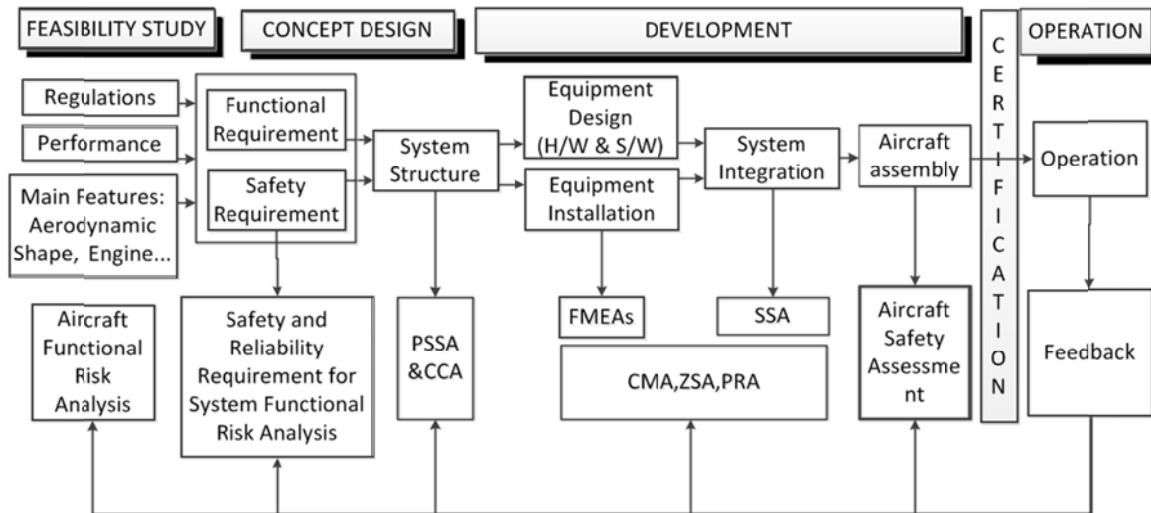 FEASIBILITY STUDY
CONCEPT DESIGN
DEVELOPMENT
CERTIFICATION
OPERATION
Regulations
Performance
Main Features:
Aerodynamic
Shape, Engine...
Functional
Requirement
Safety
Requirement
System
Structure
Equipment
Design
(H/W & S/W)
Equipment
Installation
System
Integration
Aircraft
assembly
Operation
Aircraft
Functional
Risk
Analysis
Safety and
Reliability
Requirement for
System Functional
Risk Analysis
PSSA
&CCA
FMEAs
SSA
CMA,ZSA,PRA
Aircraft
Safety
Assessme
nt
Feedback